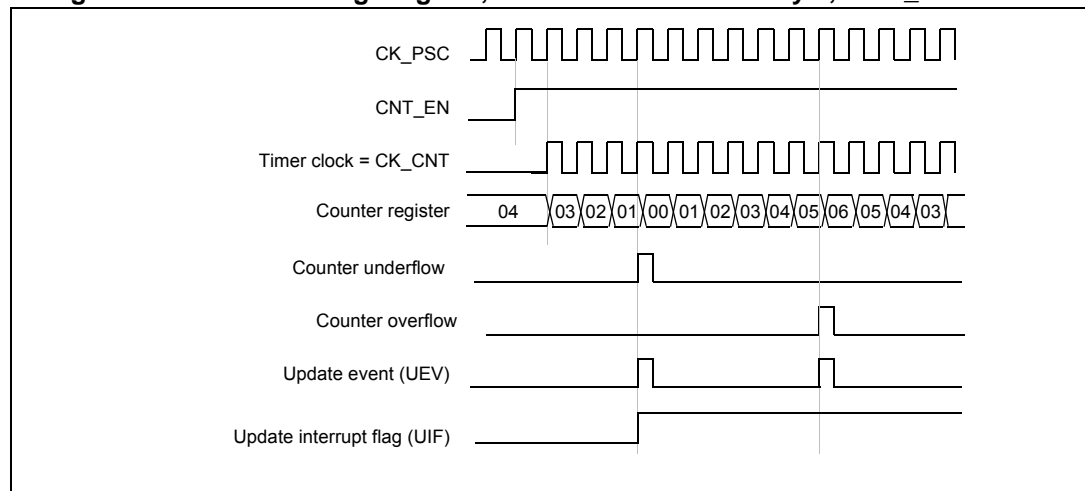 CK_PSC
CNT_EN
Timer clock = CK_CNT
Counter register 04 03 02 01 00 01 02 03 04 05 06 05 04 03
Counter underflow
Counter overflow
Update event (UEV)
Update interrupt flag (UIF)